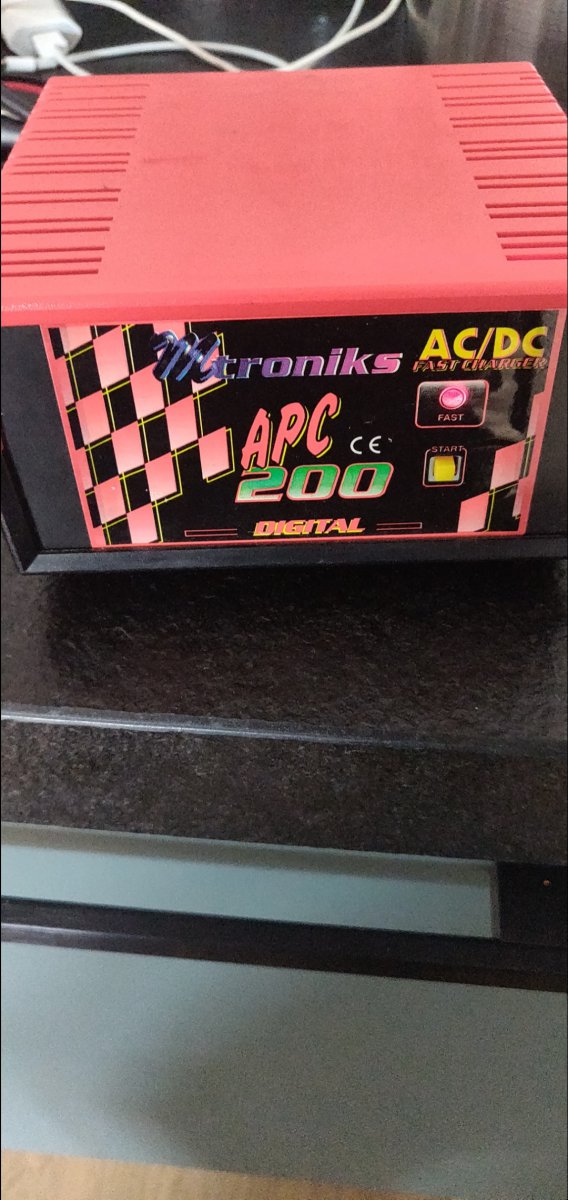 Mtroniks
AC/DC
FAST CHARGER
FAST
APC
CE
START
200
DIGITAL